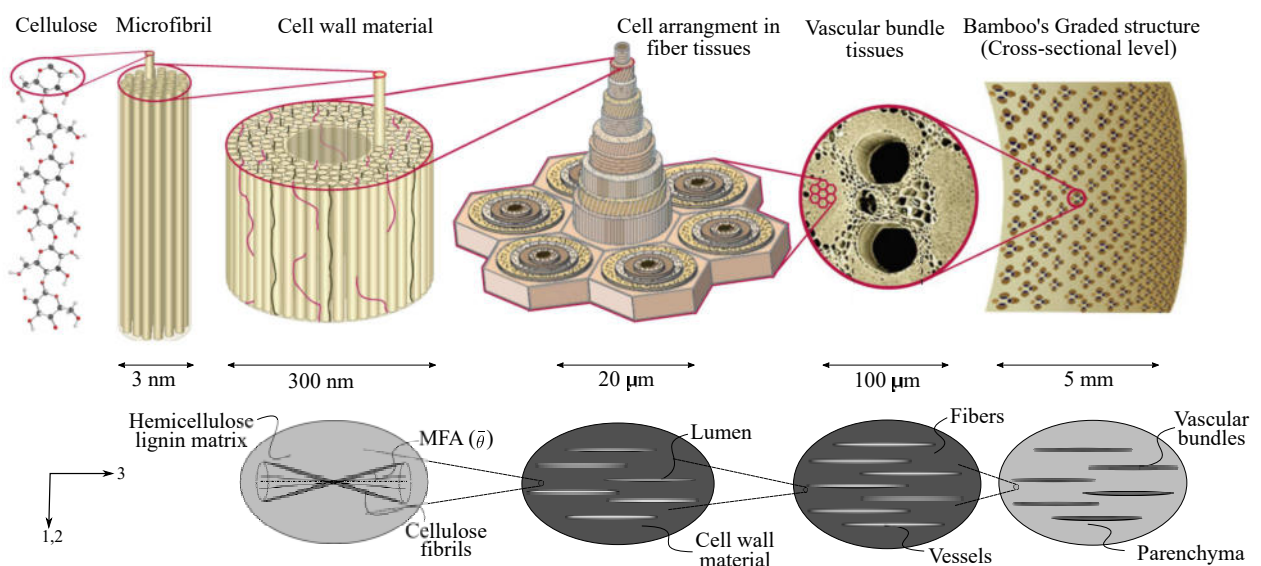 Cellulose
Microfibril
Cell wall material
Cell arrangment in
fiber tissues
Vascular bundle
tissues
Bamboo's Graded structure
(Cross-sectional level)
3 nm
300 nm
20 μm
100 μm
5 mm
Hemicellulose
lignin matrix
MFA (θ̄)
Cellulose
fibrils
Lumen
Cell wall
material
Fibers
Vessels
Vascular
bundles
Parenchyma
3
1,2